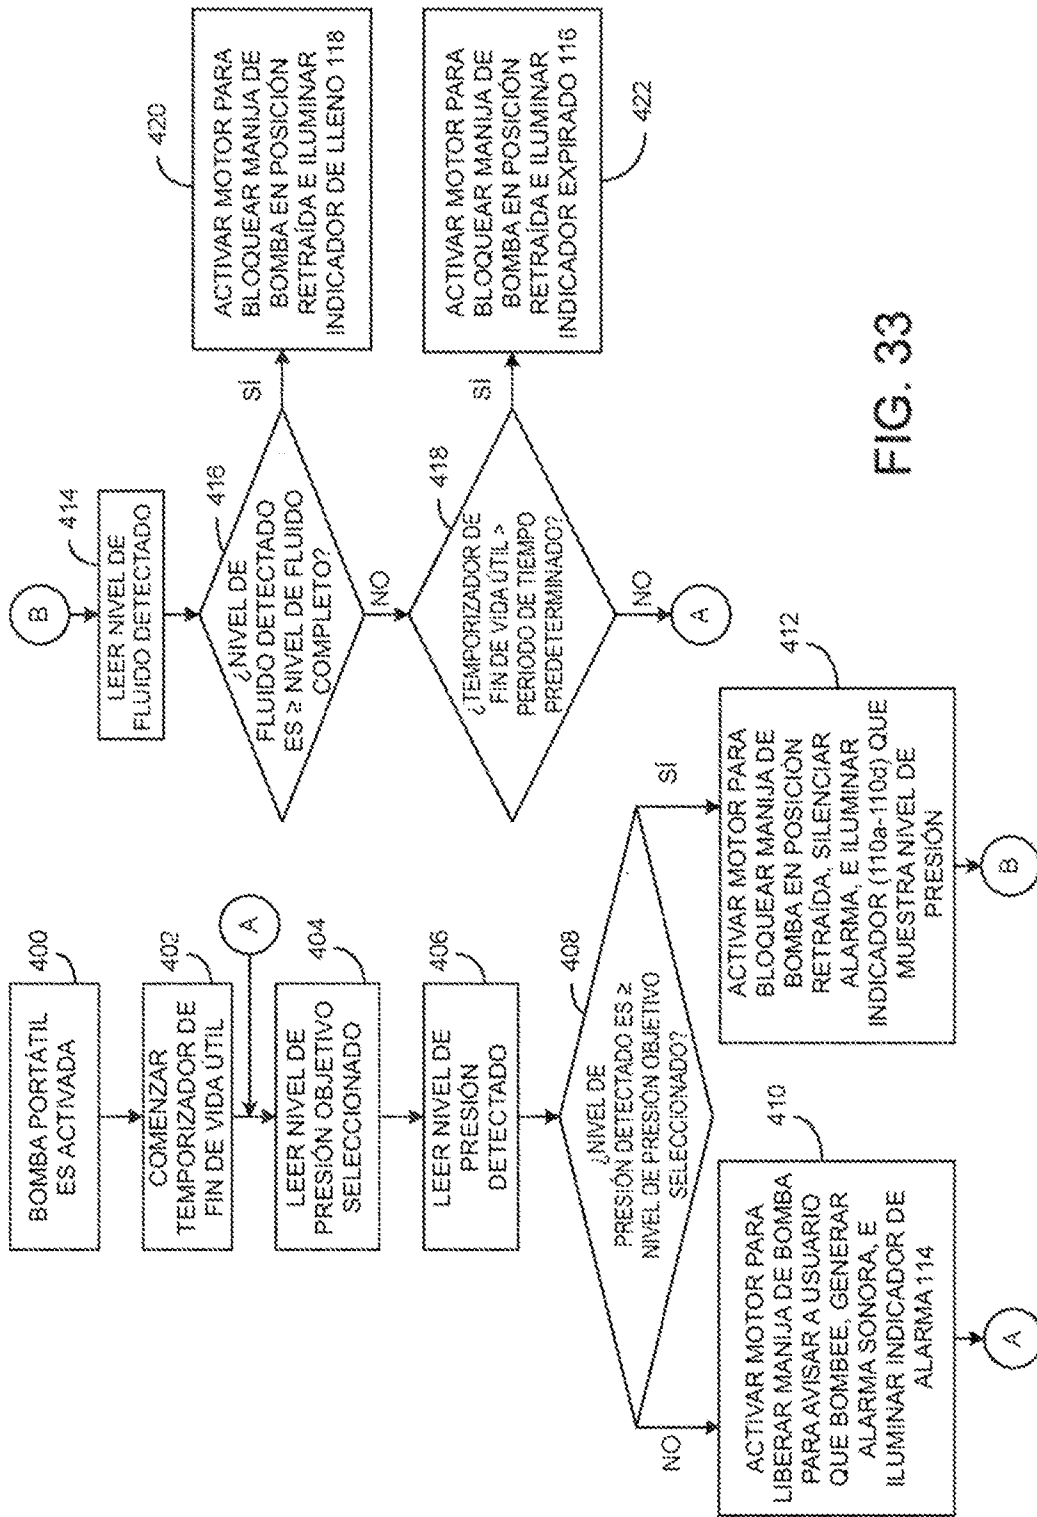 BOMBA PORTÁTIL
ES ACTIVADA
400
COMENZAR
TEMPORIZADOR DE
FIN DE VIDA ÚTIL
402
A
LEER NIVEL DE
PRESIÓN OBJETIVO
SELECCIONADO
404
LEER NIVEL DE
PRESIÓN
DETECTADO
406
¿NIVEL DE
PRESIÓN DETECTADO ES ≥
NIVEL DE PRESIÓN OBJETIVO
SELECCIONADO?
408
NO
SÍ
ACTIVAR MOTOR PARA
LIBERAR MANIJA DE BOMBA
PARA AVISAR A USUARIO
QUE BOMBEE, GENERAR
ALARMA SONORA, E
ILUMINAR INDICADOR DE
ALARMA 114
410
A
ACTIVAR MOTOR PARA
BLOQUEAR MANIJA DE
BOMBA EN POSICIÓN
RETRAÍDA, SILENCIAR
ALARMA, E ILUMINAR
INDICADOR (110a-110d) QUE
MUESTRA NIVEL DE
PRESIÓN
412
B
B
LEER NIVEL DE
FLUIDO DETECTADO
414
¿NIVEL DE
FLUIDO DETECTADO
ES ≥ NIVEL DE FLUIDO
COMPLETO?
416
SÍ
NO
ACTIVAR MOTOR PARA
BLOQUEAR MANIJA DE
BOMBA EN POSICIÓN
RETRAÍDA E ILUMINAR
INDICADOR DE LLENO 118
420
¿TEMPORIZADOR DE
FIN DE VIDA ÚTIL >
PERIODO DE TIEMPO
PREDETERMINADO?
418
SÍ
NO
A
ACTIVAR MOTOR PARA
BLOQUEAR MANIJA DE
BOMBA EN POSICIÓN
RETRAÍDA E ILUMINAR
INDICADOR EXPIRADO 116
422
FIG. 33